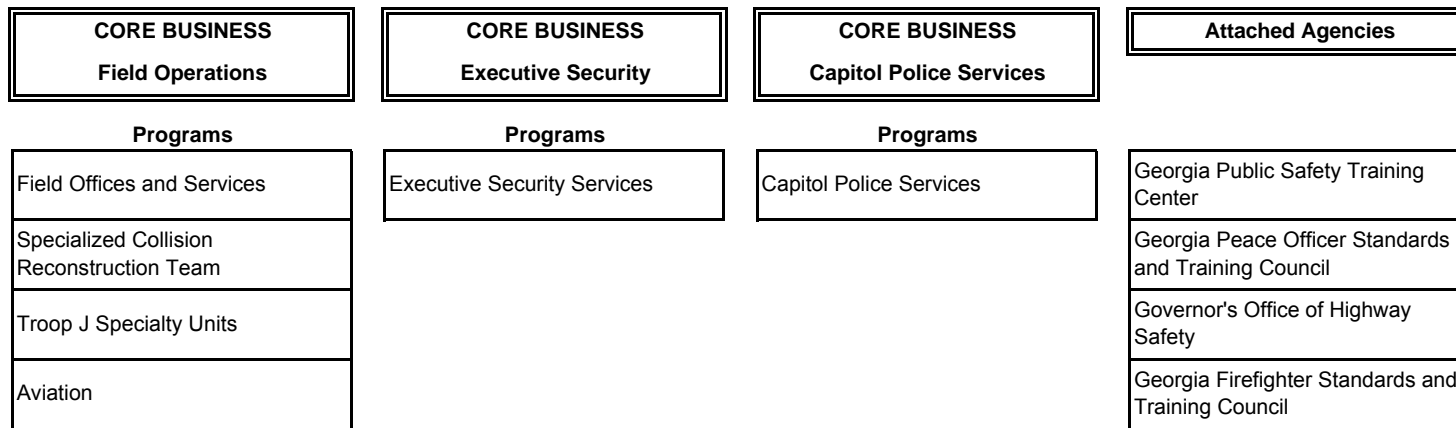 CORE BUSINESS
Field Operations
Programs
Field Offices and Services
Specialized Collision
Reconstruction Team
Troop J Specialty Units
Aviation
CORE BUSINESS
Executive Security
Programs
Executive Security Services
CORE BUSINESS
Capitol Police Services
Programs
Capitol Police Services
Attached Agencies
Georgia Public Safety Training
Center
Georgia Peace Officer Standards
and Training Council
Governor's Office of Highway
Safety
Georgia Firefighter Standards and
Training Council